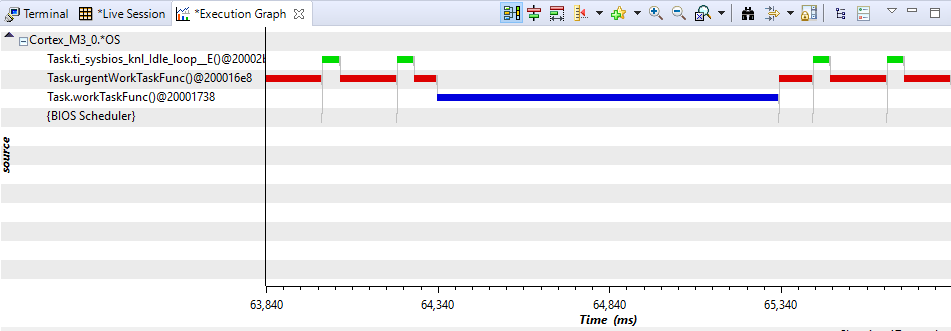 Terminal *Live Session *Execution Graph
Cortex_M3_0.*OS
Task.ti_sysbios_knl_Idle_loop__E()@20002
Task.urgentWorkTaskFunc()@200016e8
Task.workTaskFunc()@20001738
{BIOS Scheduler}
source
63,840 64,340 64,840 65,340
Time (ms)